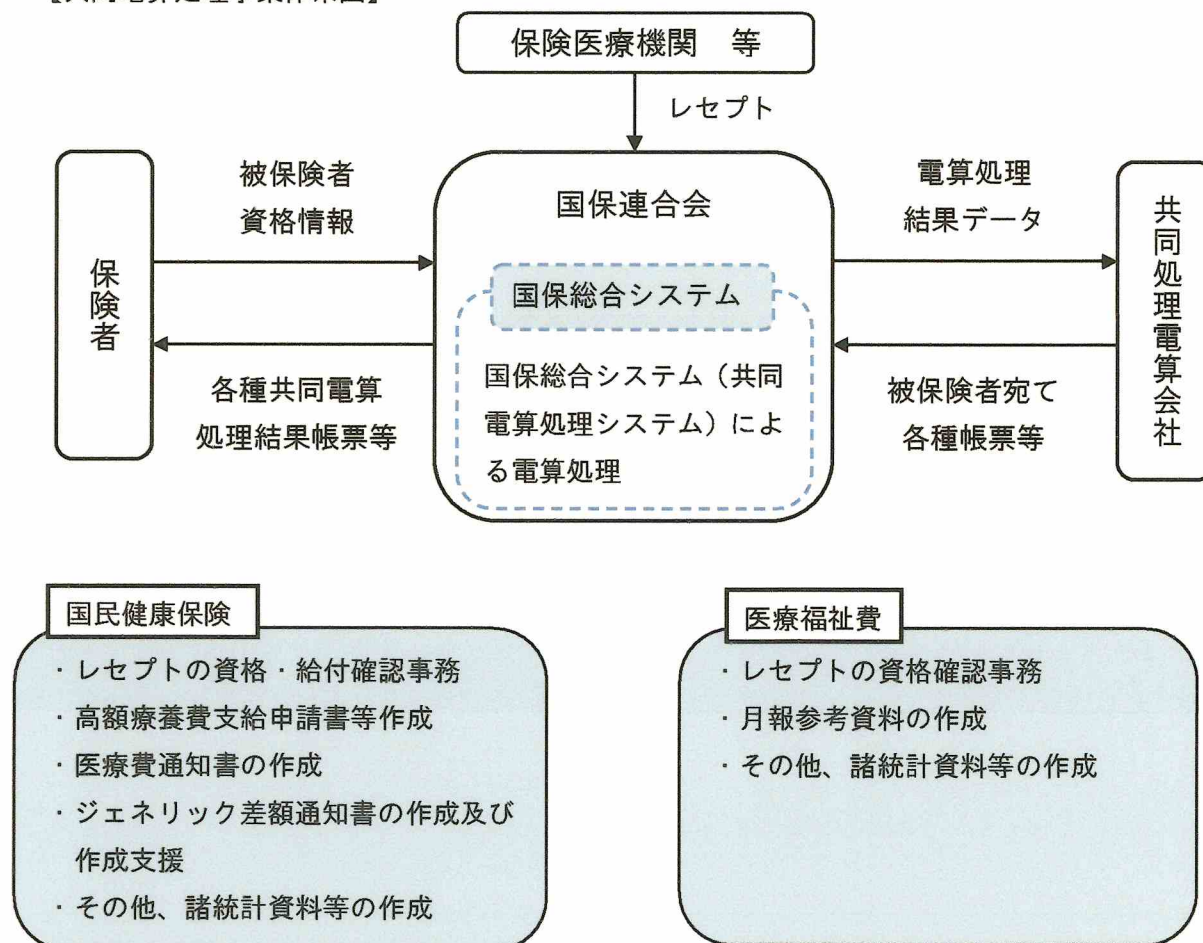 保険医療機関　等
レセプト
被保険者
資格情報
国保連合会
電算処理
結果データ
保険者
国保総合システム
国保総合システム（共同
電算処理システム）によ
る電算処理
共同処理電算会社
各種共同電算
処理結果帳票等
被保険者宛て
各種帳票等
国民健康保険
・レセプトの資格・給付確認事務
・高額療養費支給申請書等作成
・医療費通知書の作成
・ジェネリック差額通知書の作成及び
作成支援
・その他、諸統計資料等の作成
医療福祉費
・レセプトの資格確認事務
・月報参考資料の作成
・その他、諸統計資料等の作成